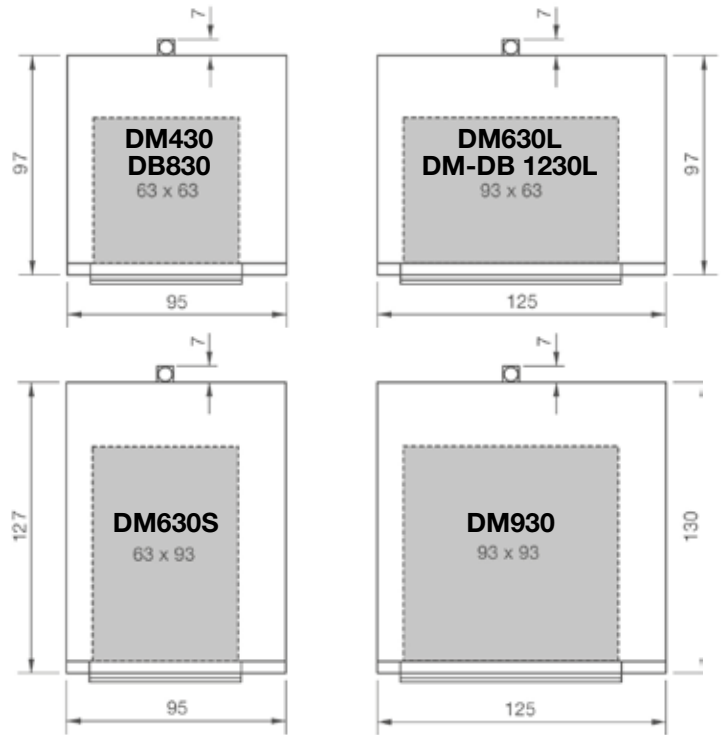 7
97
DM430
DB830
63 x 63
95
7
97
DM630L
DM-DB 1230L
93 x 63
125
7
127
DM630S
63 x 93
95
7
130
DM930
93 x 93
125